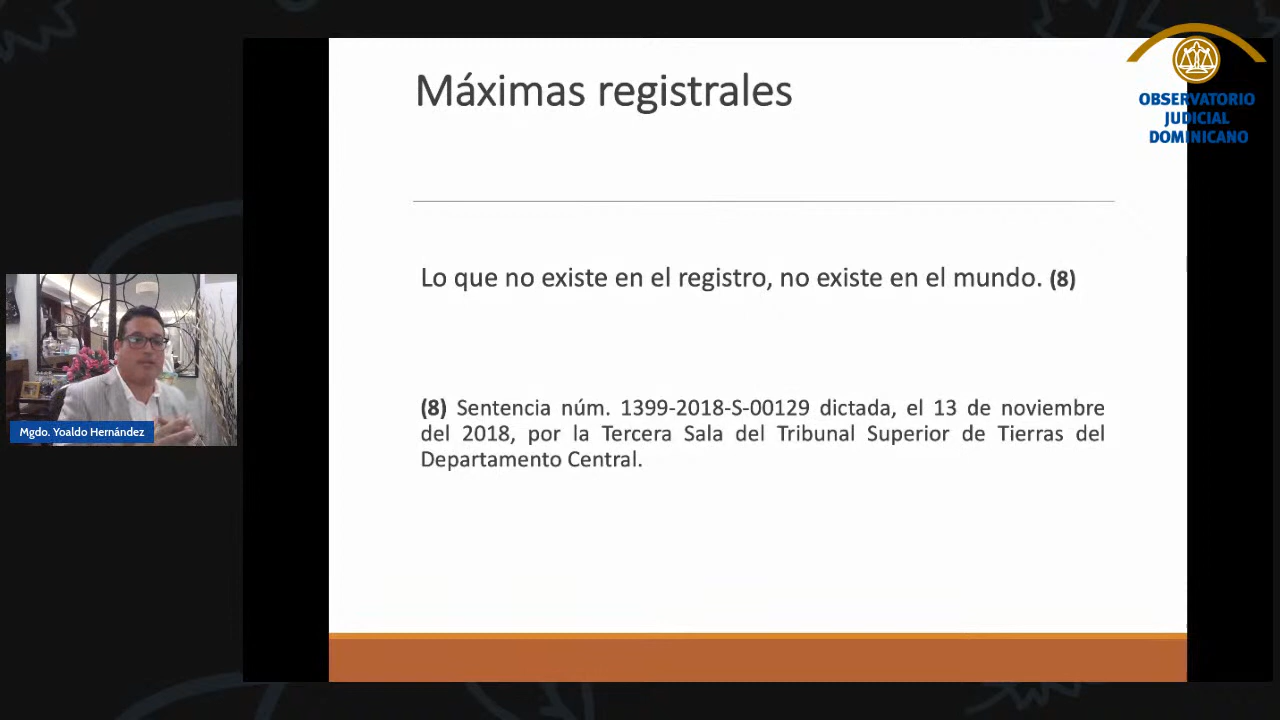 Máximas registrales
OBSERVATORIO
JUDICIAL
DOMINICANO
Lo que no existe en el registro, no existe en el mundo. (8)
(8) Sentencia núm. 1399-2018-S-00129 dictada, el 13 de noviembre
del 2018, por la Tercera Sala del Tribunal Superior de Tierras del
Departamento Central.
Mgdo. Yoaldo Hernández